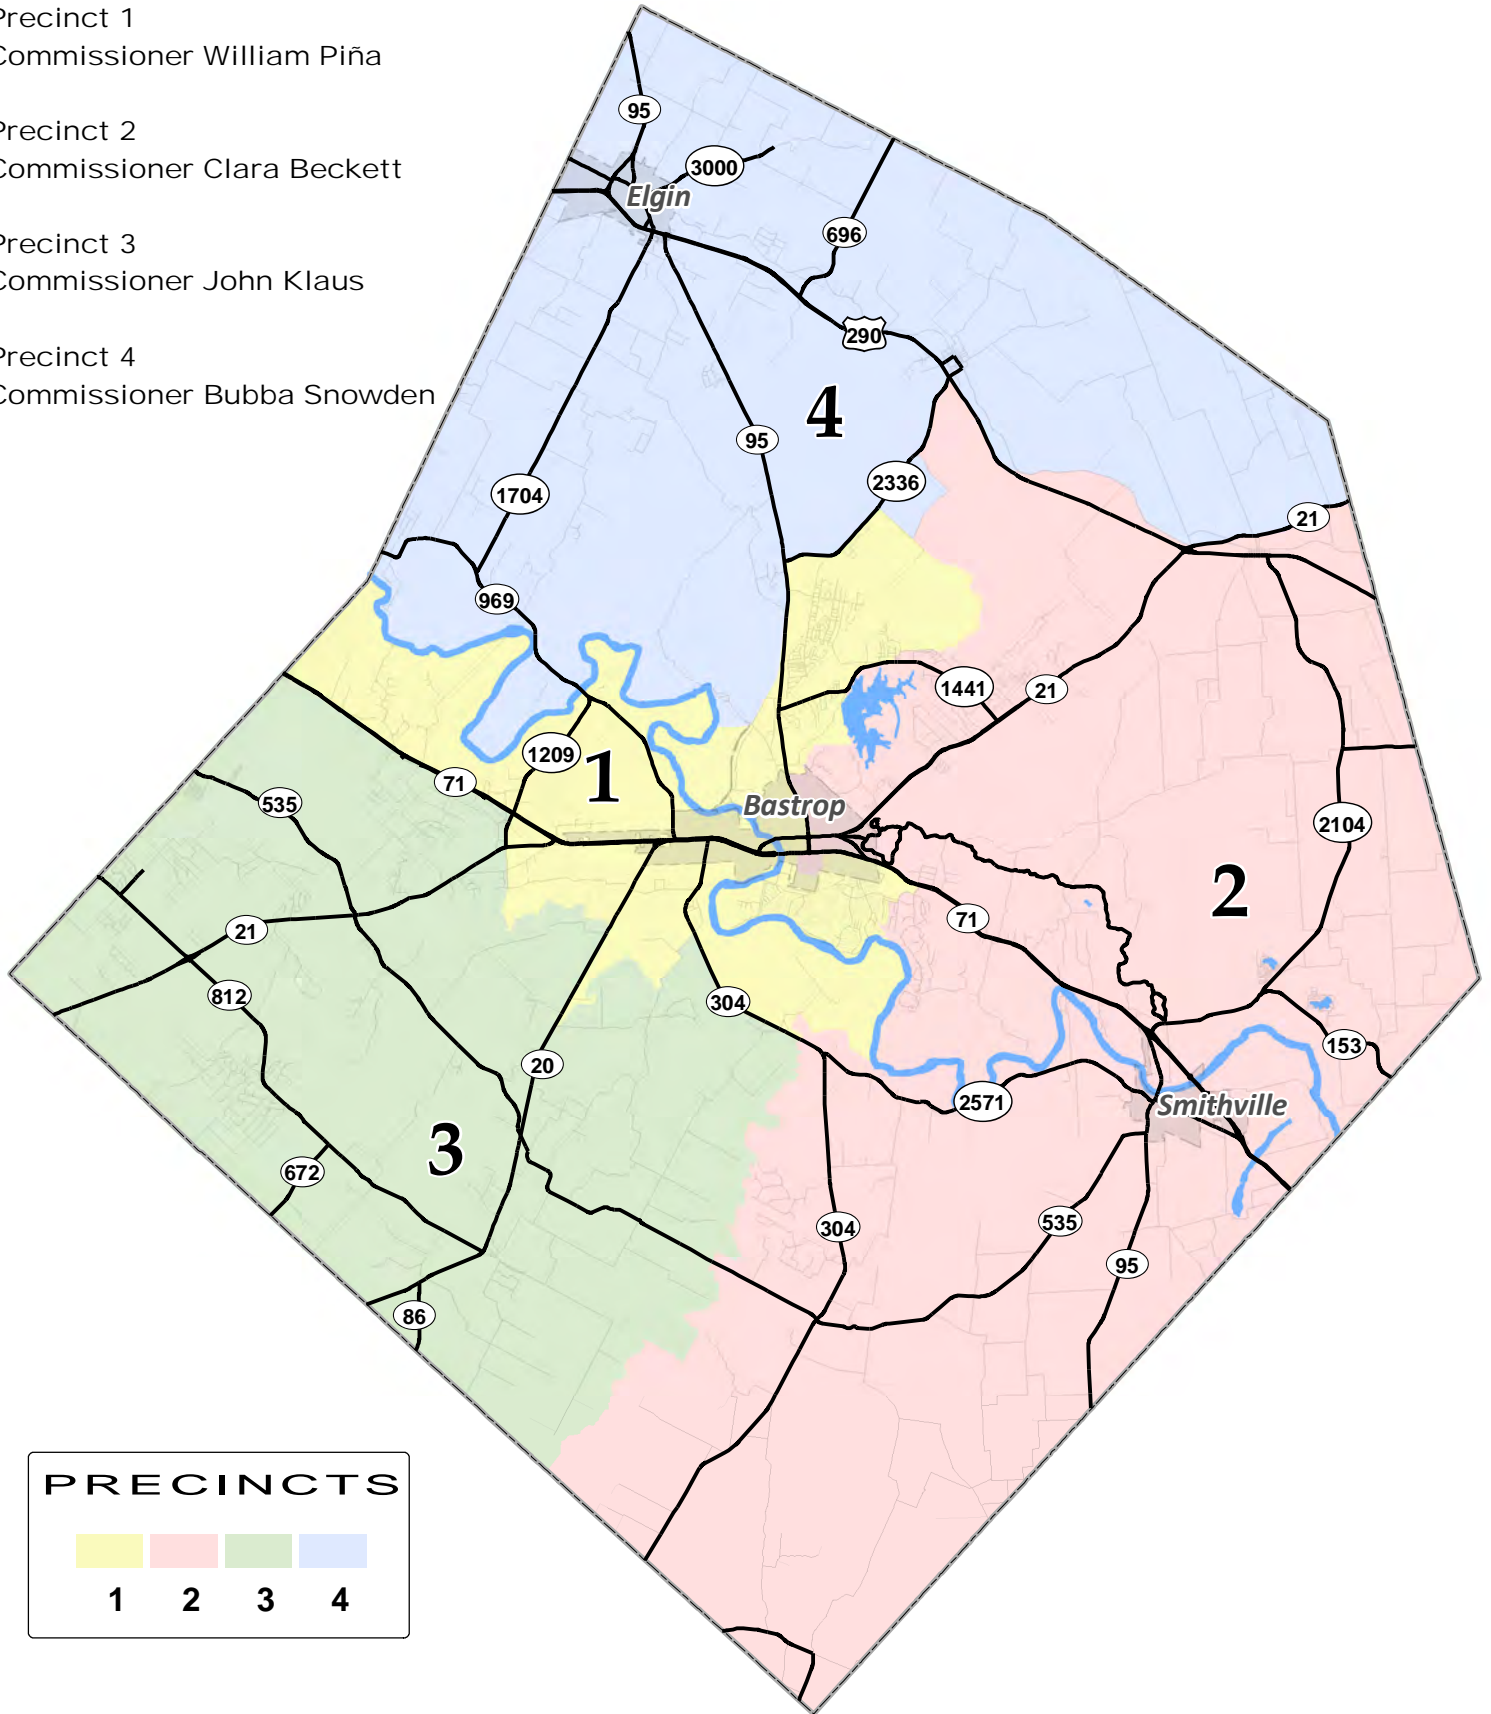 Precinct 1
Commissioner William Piña
Precinct 2
Commissioner Clara Beckett
Precinct 3
Commissioner John Klaus
Precinct 4
Commissioner Bubba Snowden
95
3000
Elgin
696
290
4
95
2336
1704
21
969
1441
21
1209
1
71
535
Bastrop
2104
2
71
21
812
304
153
20
2571
Smithville
3
672
304
535
95
86
PRECINCTS
1 2 3 4